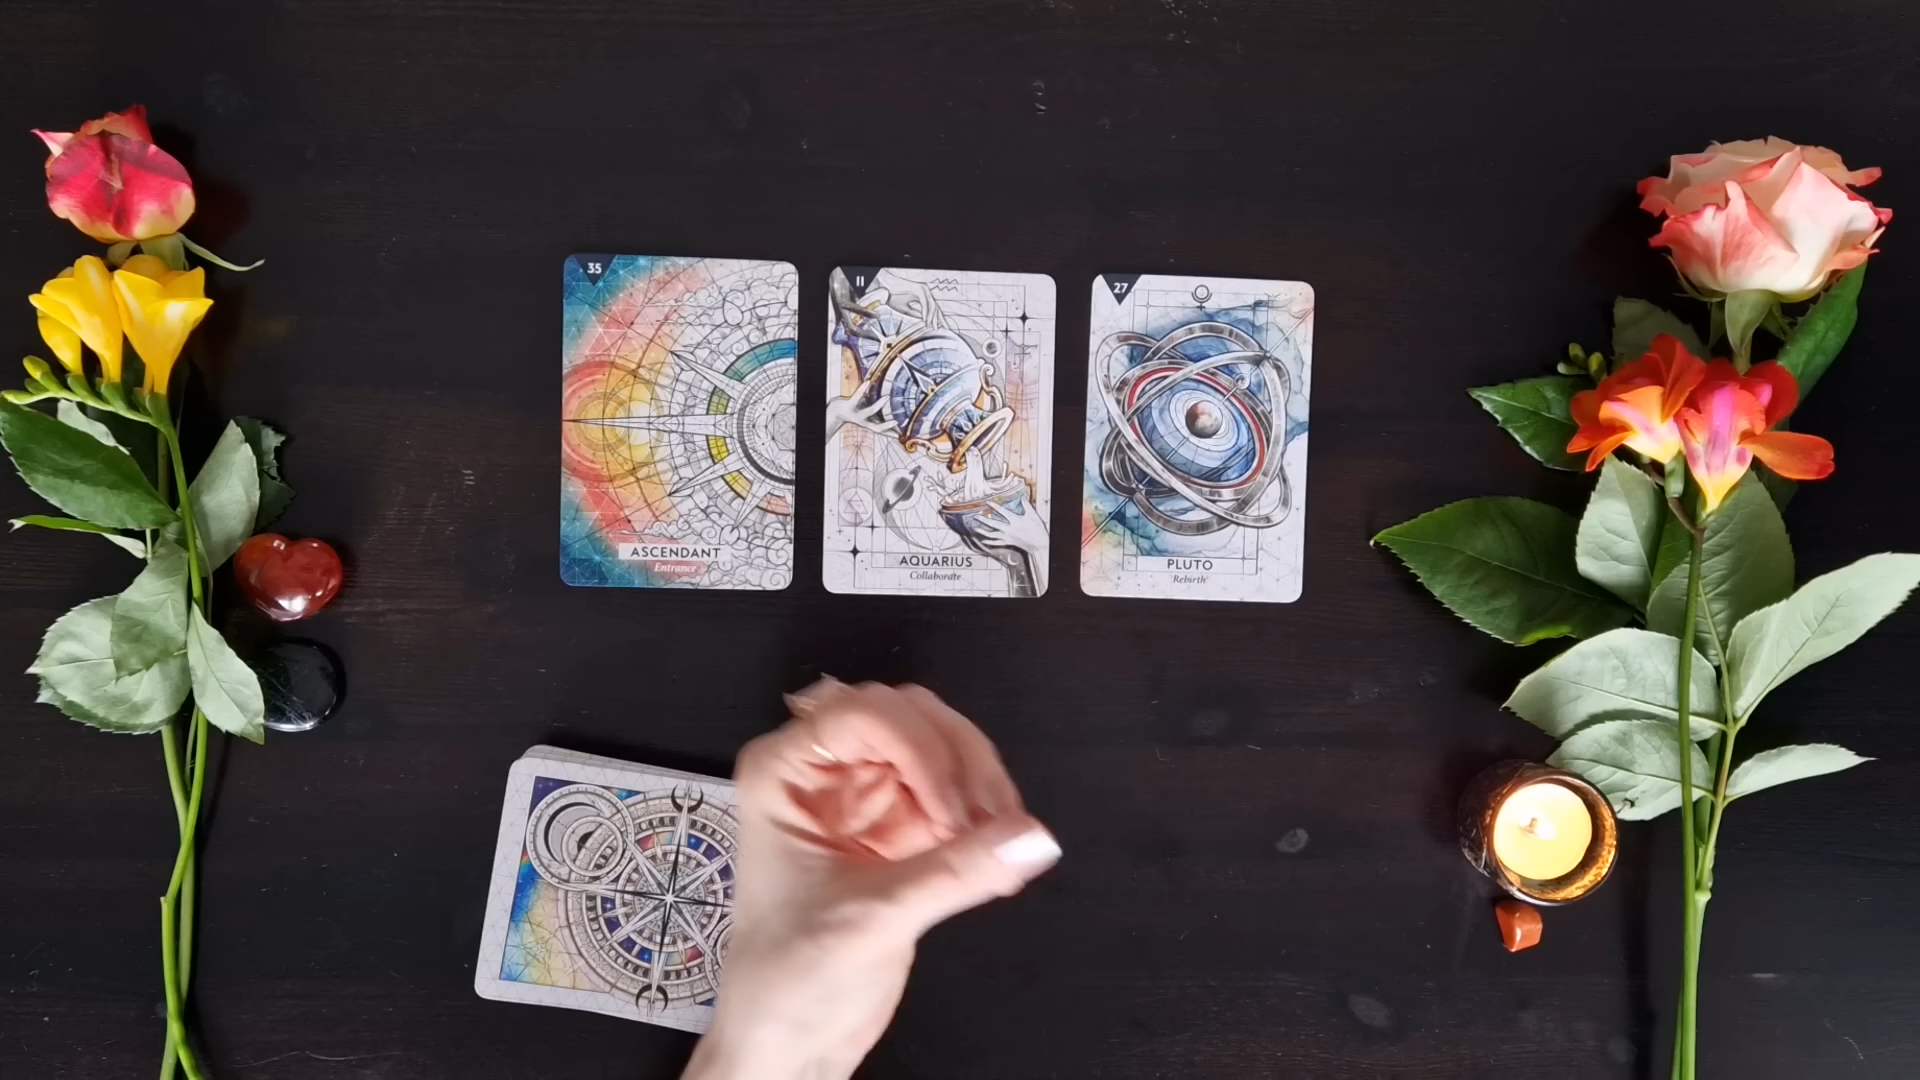 35
ASCENDANT
Entrance
11
AQUARIUS
Collaborate
27
PLUTO
Rebirth